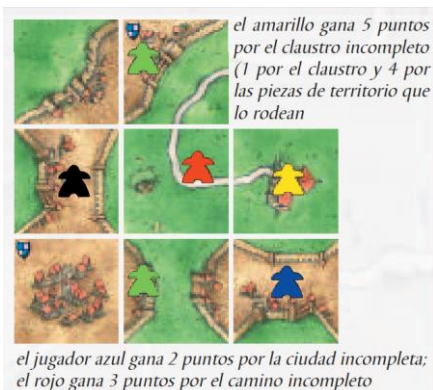 el amarillo gana 5 puntos
por el claustro incompleto
(1 por el claustro y 4 por
las piezas de territorio que
lo rodean
el jugador azul gana 2 puntos por la ciudad incompleta;
el rojo gana 3 puntos por el camino incompleto